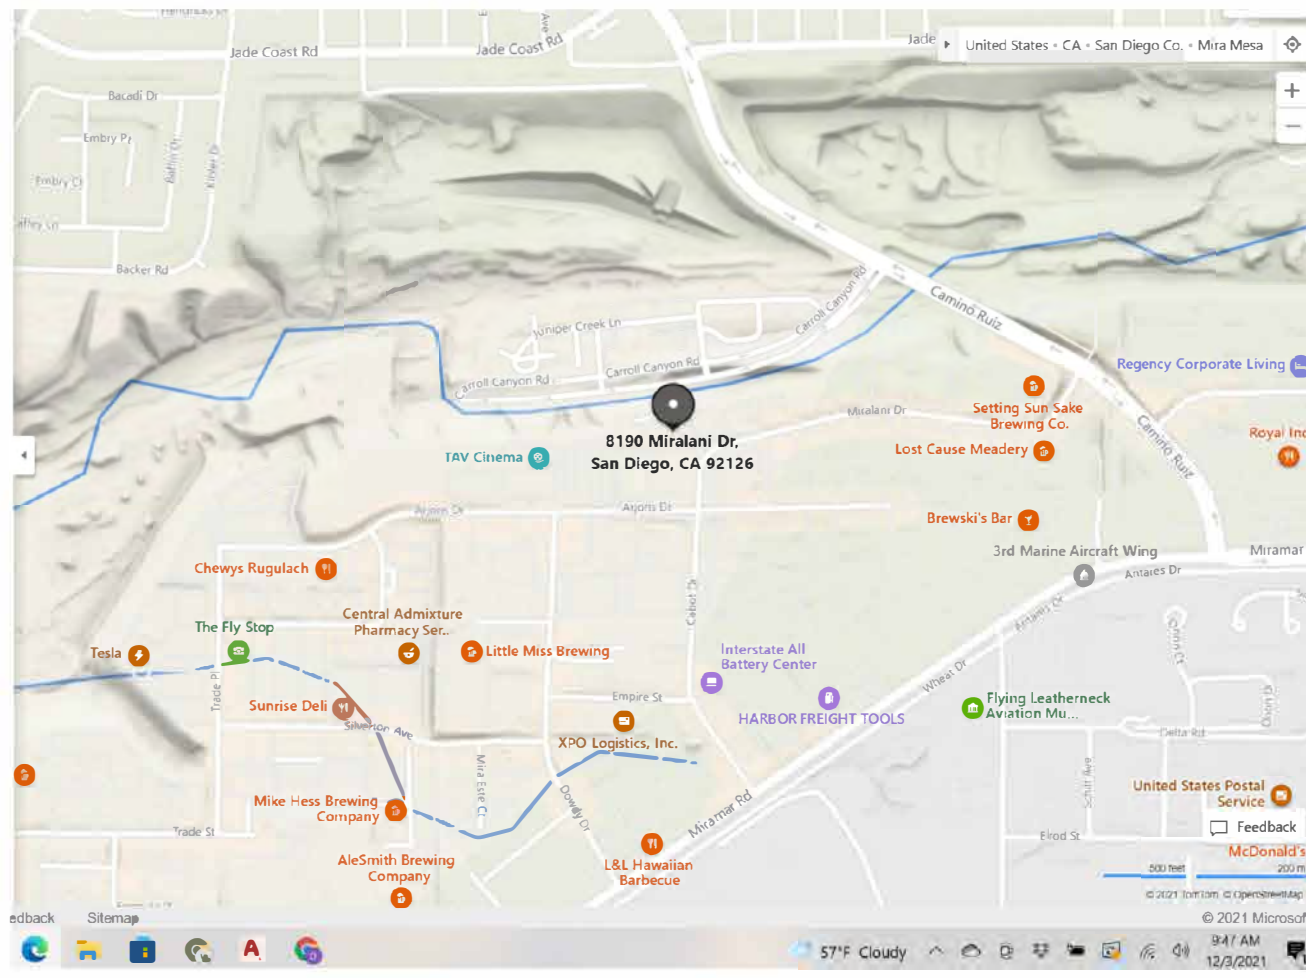 Jade Coast Rd
Jade Coast Rd
Jade
United States • CA • San Diego Co. • Mira Mesa
Bacadi Dr
Embry Pl
Embry Ct
Backer Rd
Camino Ruiz
Juniper Creek Ln
Carroll Canyon Rd
Carroll Canyon Rd
Carroll Canyon Rd
Regency Corporate Living
Miralani Dr
Setting Sun Sake
Brewing Co.
Camino Ruiz
8190 Miralani Dr,
San Diego, CA 92126
TAV Cinema
Lost Cause Meadery
Royal Ind
Arjons Dr
Arjons Dr
Brewski's Bar
3rd Marine Aircraft Wing
Miramar
Antares Dr
Antares Dr
Chewys Rugulach
Cabot Dr
Central Admixture
Pharmacy Ser...
The Fly Stop
Tesla
Little Miss Brewing
Interstate All
Battery Center
Wheat Dr
Trade Pl
Sunrise Deli
Empire St
HARBOR FREIGHT TOOLS
Flying Leatherneck
Aviation Mu...
Silverton Ave
XPO Logistics, Inc.
Delta Rd
Mira Este Ct
Mike Hess Brewing
Company
Dowdy Dr
Miramar Rd
United States Postal
Service
Trade St
Elrod St
Feedback
AleSmith Brewing
Company
L&L Hawaiian
Barbecue
McDonald's
500 feet
200 m
© 2021 TomTom, © OpenStreetMap
edback
Sitemap
© 2021 Microsof
57°F Cloudy
9:47 AM
12/3/2021